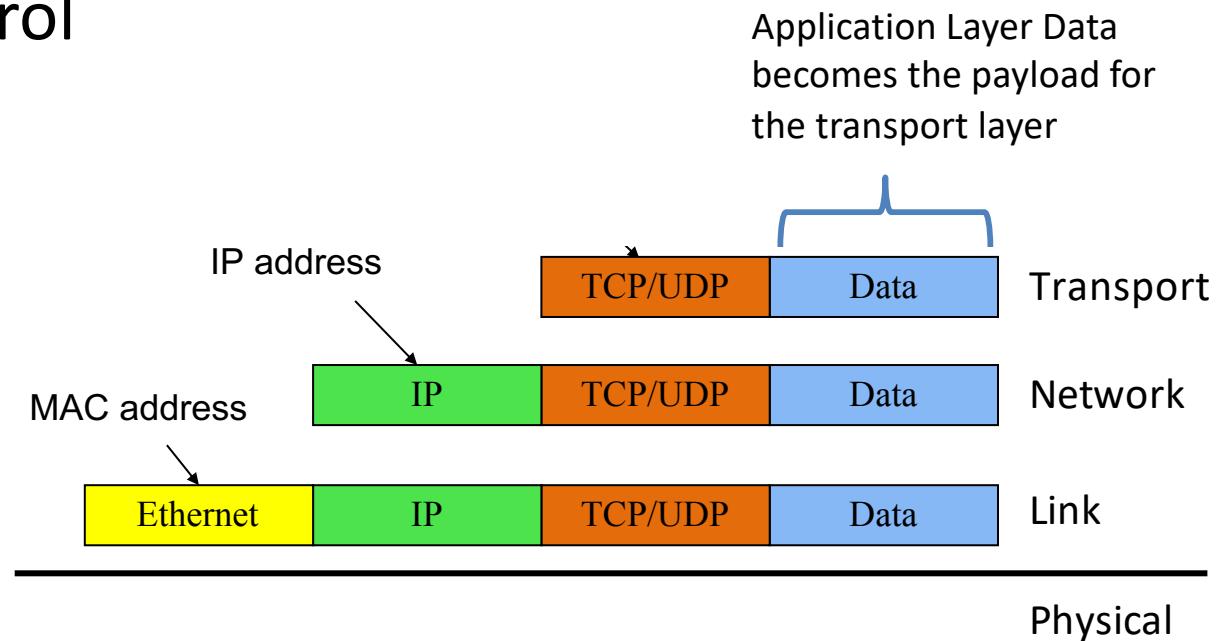 rol
Application Layer Data
becomes the payload for
the transport layer
IP address
TCP/UDP Data Transport
MAC address
IP TCP/UDP Data Network
Ethernet IP TCP/UDP Data Link
Physical